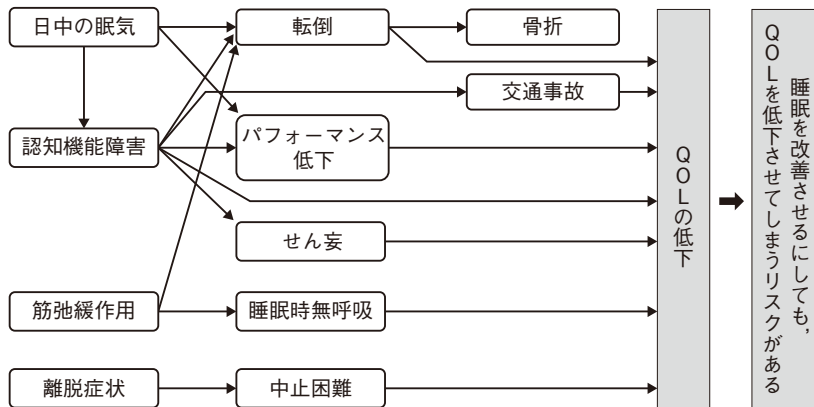 日中の眠気
転倒
骨折
交通事故
認知機能障害
パフォーマンス
低下
せん妄
筋弛緩作用
睡眠時無呼吸
離脱症状
中止困難
QOLの低下
睡眠を改善させるにしても,
QOLを低下させてしまうリスクがある